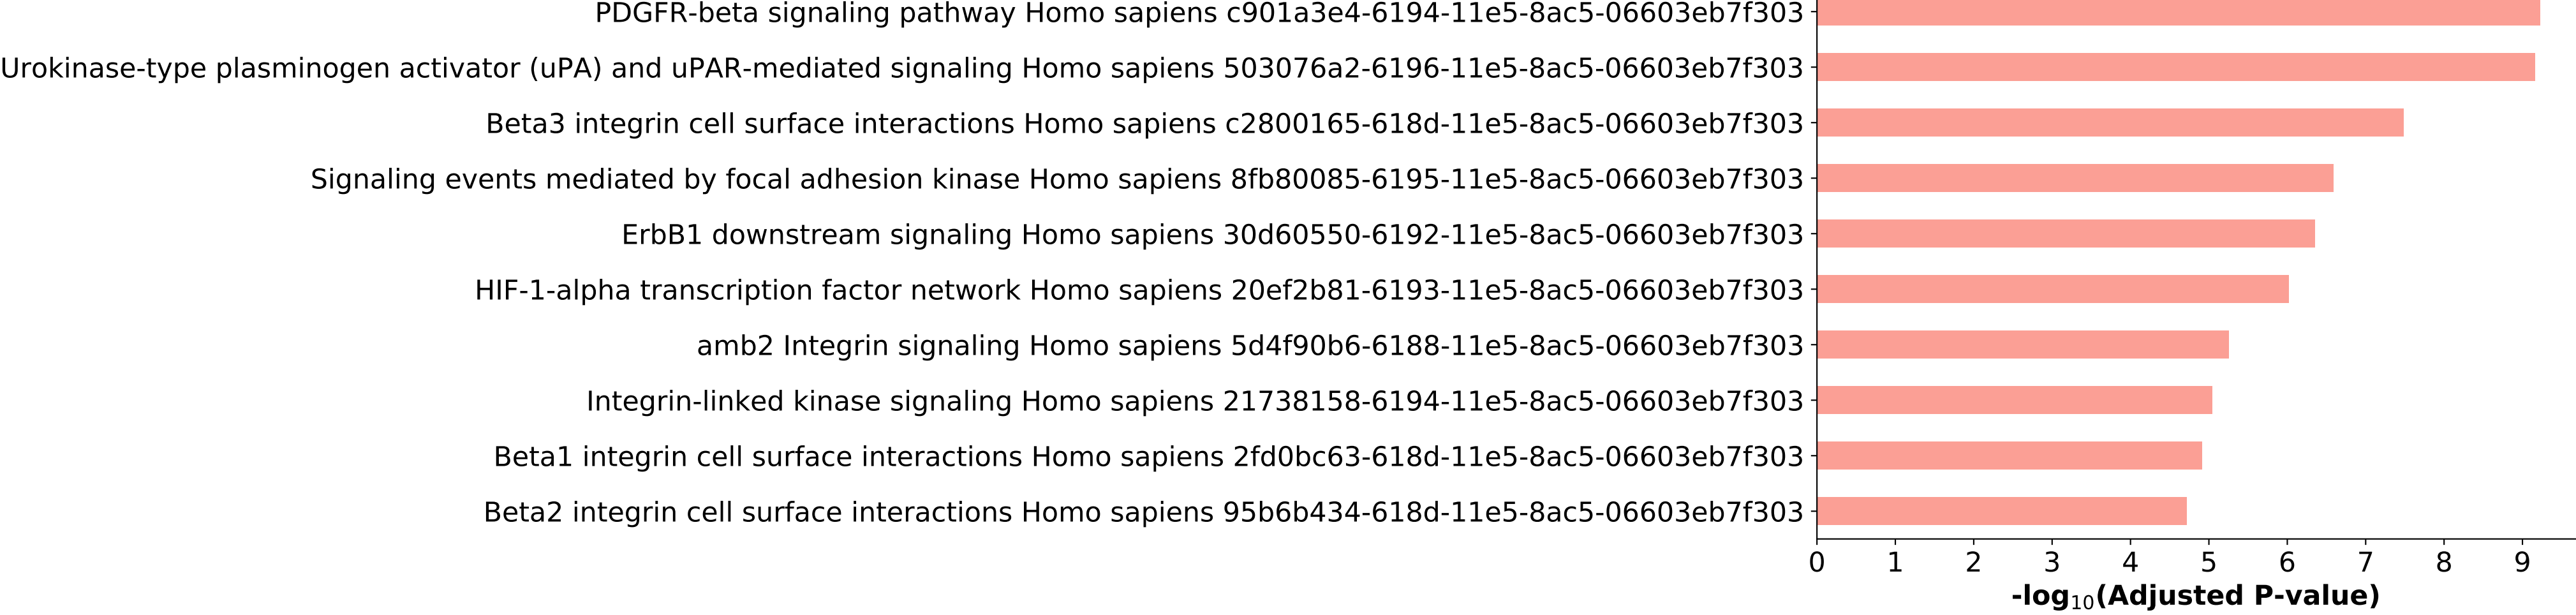 PDGFR-beta signaling pathway Homo sapiens c901a3e4-6194-11e5-8ac5-06603eb7f303
Urokinase-type plasminogen activator (uPA) and uPAR-mediated signaling Homo sapiens 503076a2-6196-11e5-8ac5-06603eb7f303
Beta3 integrin cell surface interactions Homo sapiens c2800165-618d-11e5-8ac5-06603eb7f303
Signaling events mediated by focal adhesion kinase Homo sapiens 8fb80085-6195-11e5-8ac5-06603eb7f303
ErbB1 downstream signaling Homo sapiens 30d60550-6192-11e5-8ac5-06603eb7f303
HIF-1-alpha transcription factor network Homo sapiens 20ef2b81-6193-11e5-8ac5-06603eb7f303
amb2 Integrin signaling Homo sapiens 5d4f90b6-6188-11e5-8ac5-06603eb7f303
Integrin-linked kinase signaling Homo sapiens 21738158-6194-11e5-8ac5-06603eb7f303
Beta1 integrin cell surface interactions Homo sapiens 2fd0bc63-618d-11e5-8ac5-06603eb7f303
Beta2 integrin cell surface interactions Homo sapiens 95b6b434-618d-11e5-8ac5-06603eb7f303
0 1 2 3 4 5 6 7 8 9
-log₁₀(Adjusted P-value)